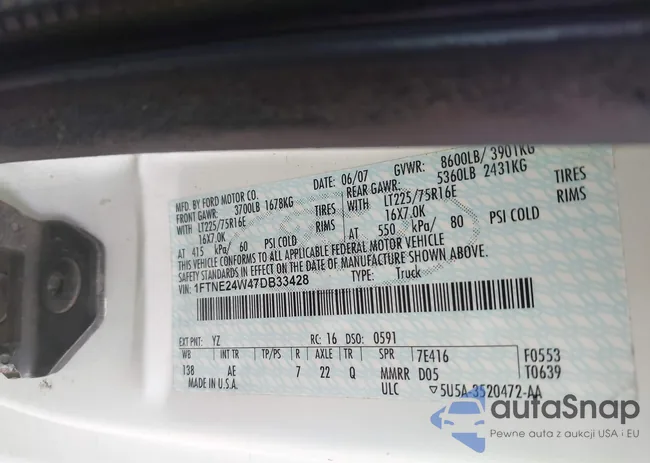 MFD. BY FORD MOTOR CO.
DATE 06/07 GVWR: 8600LB/ 3901KG
FRONT GAWR: 3700LB 1678KG
REAR GAWR: 5360LB 2431KG
WITH LT225/75R16E TIRES
WITH LT225/75R16E TIRES
16X7.0K RIMS
16X7.0K RIMS
AT 415 kPa/ 60 PSI COLD
AT 550 kPa/ 80 PSI COLD
THIS VEHICLE CONFORMS TO ALL APPLICABLE FEDERAL MOTOR VEHICLE
SAFETY STANDARDS IN EFFECT ON THE DATE OF MANUFACTURE SHOWN ABOVE.
VIN: 1FTNE24W47DB33428
TYPE: Truck
EXT PNT: YZ RC: 16 DSO: 0591
WB INT TR TP/PS R AXLE TR SPR 7E416 F0553
138 AE 7 22 Q MMRR D05 T0639
MADE IN U.S.A. ULC ▽5U5A-3520472-AA
autaSnap
Pewne auta z aukcji USA i EU